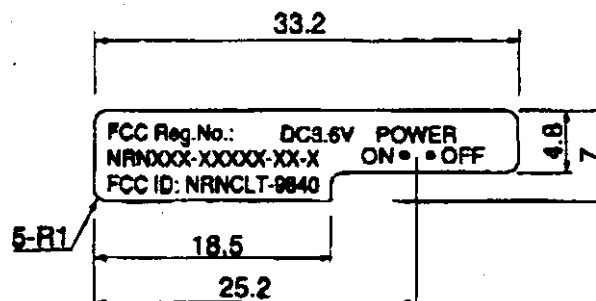 33.2
FCC Reg.No.: DC3.6V POWER
NRNXXX-XXXXX-XX-X ON • • OFF
FCC ID: NRNCLT-9840
4.8
7
5-R1
18.5
25.2